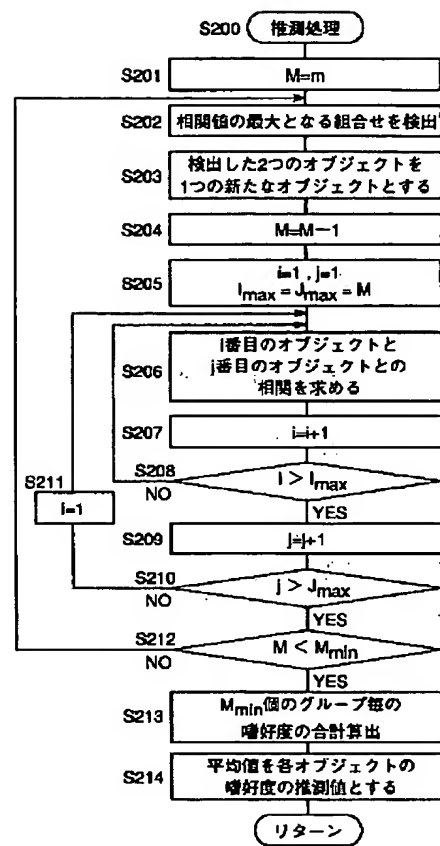 S200 推測処理
S201 M=m
S202 相関値の最大となる組合せを検出
S203 検出した2つのオブジェクトを
1つの新たなオブジェクトとする
S204 M=M-1
S205 i=1 , j=1
Imax = Jmax = M
S206 i番目のオブジェクトと
j番目のオブジェクトとの
相関を求める
S207 i=i+1
S208 I > Imax
NO
YES
S211 i=1
S209 j=j+1
S210 j > Jmax
NO
YES
S212 M < Mmin
NO
YES
S213 Mmin個のグループ毎の
嗜好度の合計算出
S214 平均値を各オブジェクトの
嗜好度の推測値とする
リターン